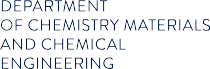 DEPARTMENT
OF CHEMISTRY MATERIALS
AND CHEMICAL
ENGINEERING